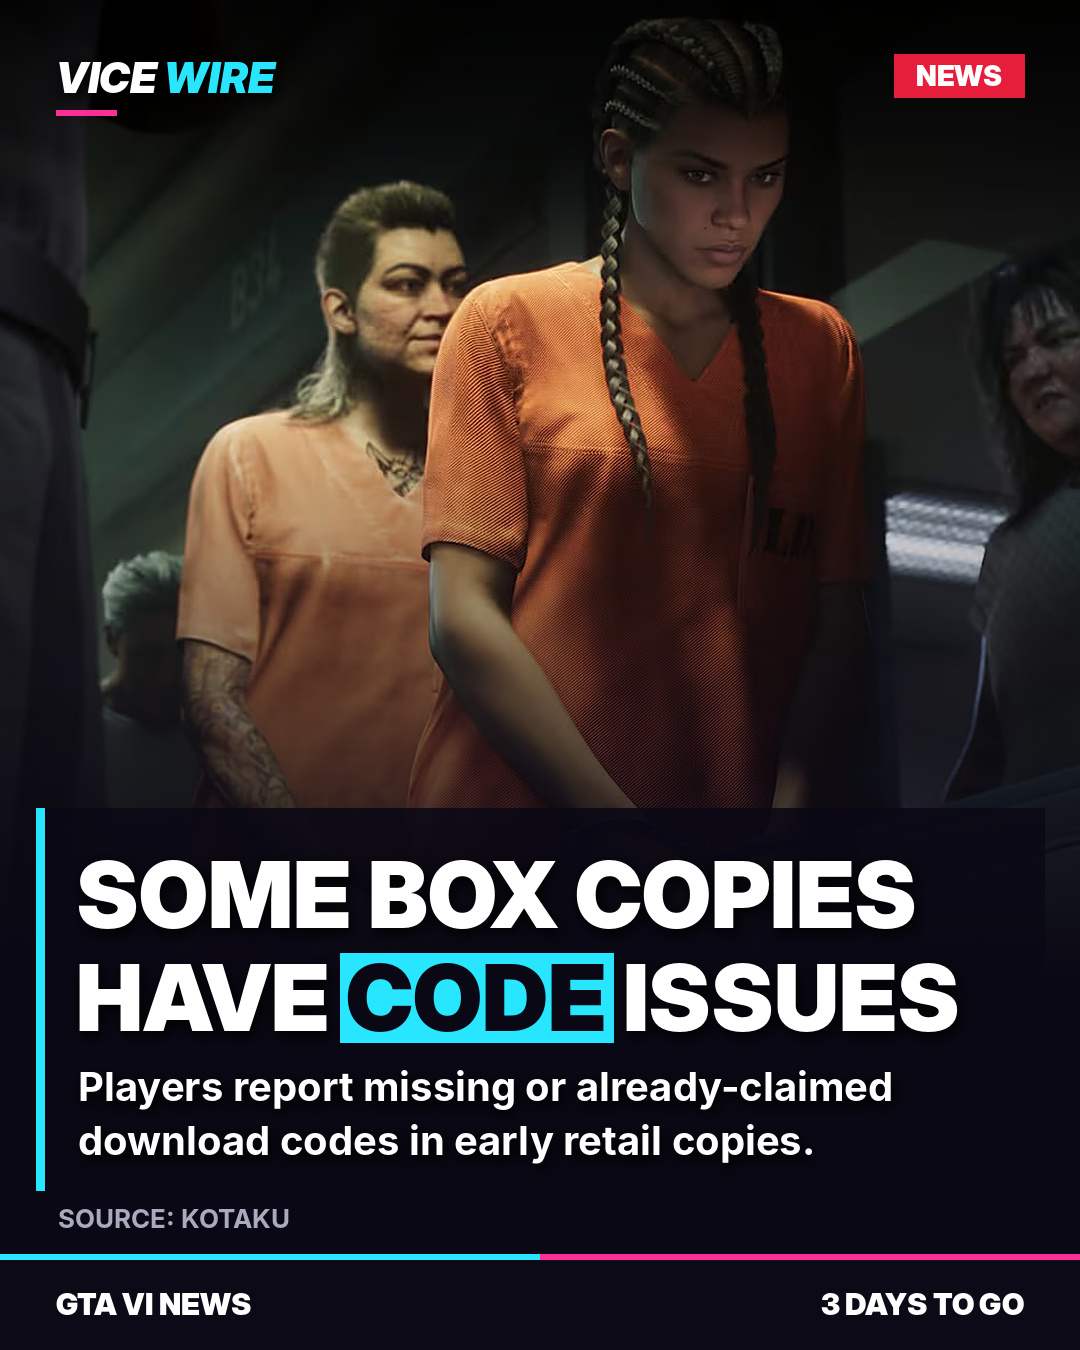 VICE WIRE
NEWS
SOME BOX COPIES
HAVE CODE ISSUES
Players report missing or already-claimed
download codes in early retail copies.
SOURCE: KOTAKU
GTA VI NEWS
3 DAYS TO GO